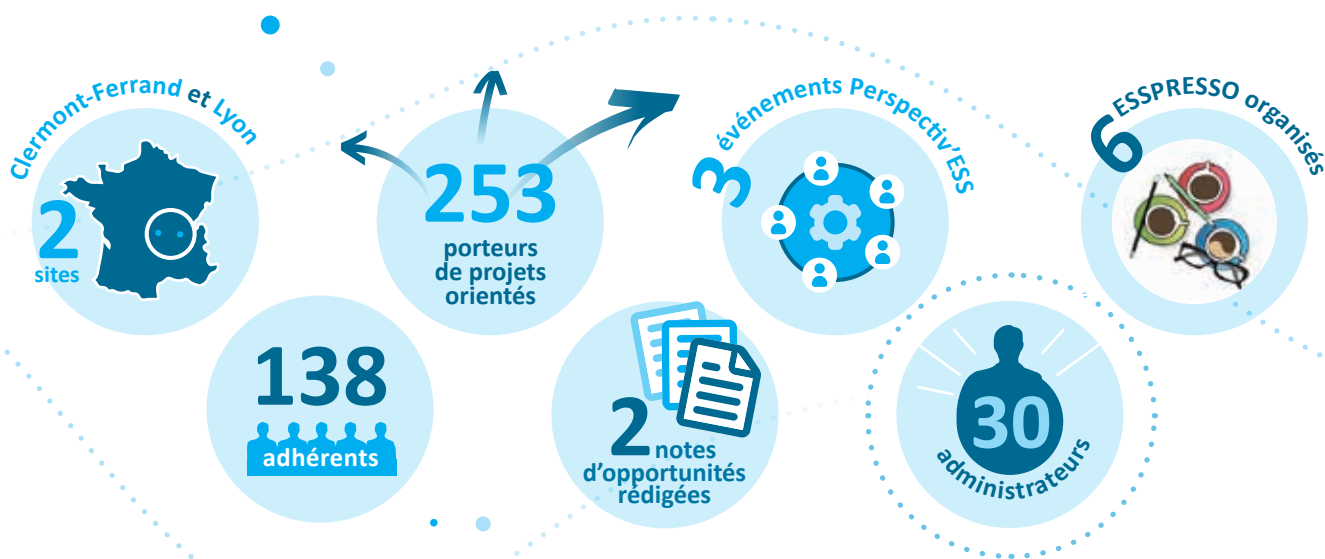 Clermont-Ferrand et Lyon
2
sites
253
porteurs
de projets
orientés
3 événements Perspectiv'ESS
6 ESSPRESSO organisés
138
adhérents
2 notes
d'opportunités
rédigées
30
administrateurs